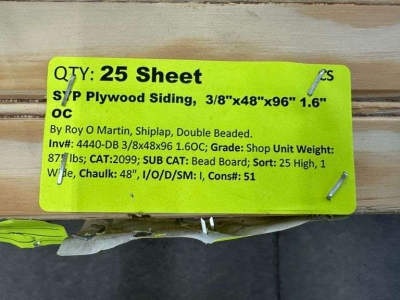 QTY: 25 Sheet
CS
SYP Plywood Siding, 3/8"x48"x96" 1.6"
OC
By Roy O Martin, Shiplap, Double Beaded.
Inv#: 4440-DB 3/8x48x96 1.6OC; Grade: Shop Unit Weight:
lbs; CAT:2099; SUB CAT: Bead Board; Sort: 25 High, 1
Wide, Chaulk: 48", I/O/D/SM: I, Cons#: 51